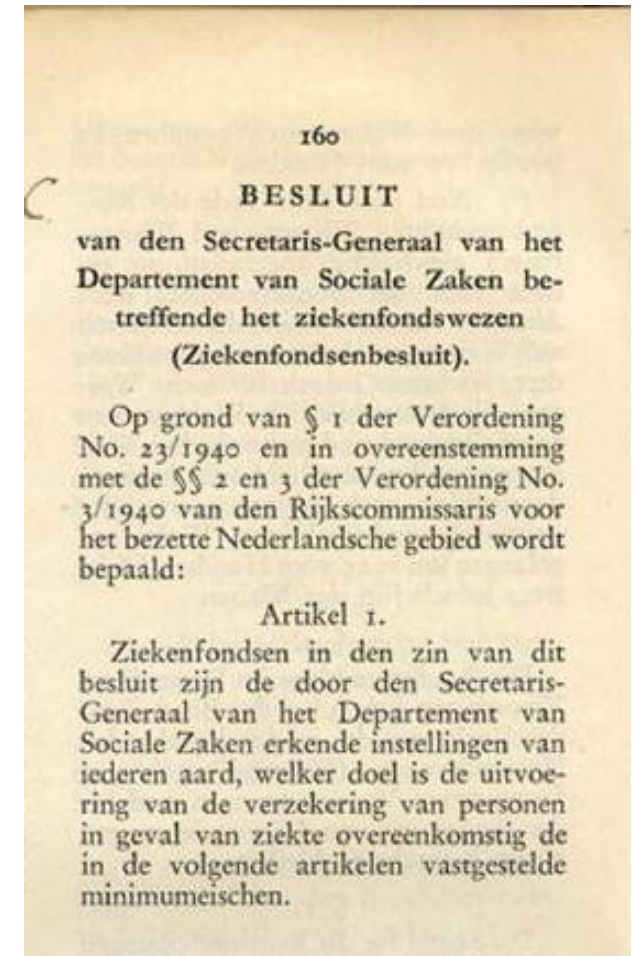 160
C
BESLUIT
van den Secretaris-Generaal van het
Departement van Sociale Zaken be-
treffende het ziekenfondswezen
(Ziekenfondsenbesluit).
Op grond van § 1 der Verordening
No. 23/1940 en in overeenstemming
met de §§ 2 en 3 der Verordening No.
3/1940 van den Rijkscommissaris voor
het bezette Nederlandsche gebied wordt
bepaald:
Artikel 1.
Ziekenfondsen in den zin van dit
besluit zijn de door den Secretaris-
Generaal van het Departement van
Sociale Zaken erkende instellingen van
iederen aard, welker doel is de uitvoe-
ring van de verzekering van personen
in geval van ziekte overeenkomstig de
in de volgende artikelen vastgestelde
minimumeischen.